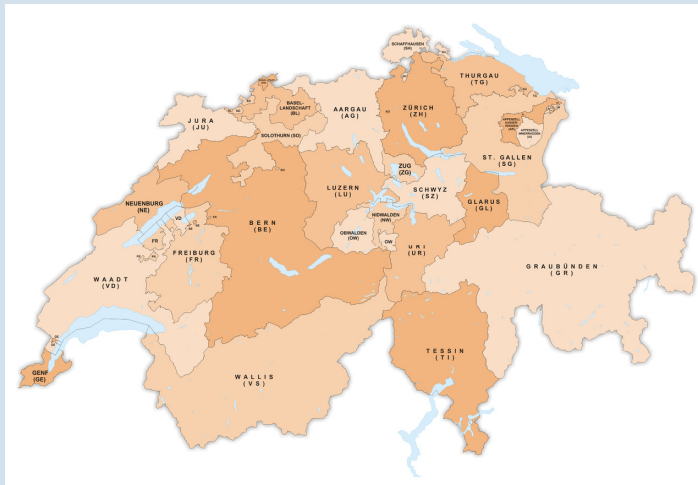 SCHAFFHAUSEN
(SH)
THURGAU
(TG)
BASEL-
LANDSCHAFT
(BL)
AARGAU
(AG)
ZÜRICH
(ZH)
JURA
(JU)
SOLOTHURN (SO)
APPENZELL
APPENZELL
ST. GALLEN
(SG)
ZUG
(ZG)
LUZERN
(LU)
SCHWYZ
(SZ)
GLARUS
(GL)
NEUENBURG
(NE)
VD
BERN
(BE)
NIDWALDEN
(NW)
OBWALDEN
(OW)
OW
FR
FREIBURG
(FR)
URI
(UR)
GRAUBÜNDEN
(GR)
WAADT
(VD)
TESSIN
(TI)
GENF
(GE)
WALLIS
(VS)